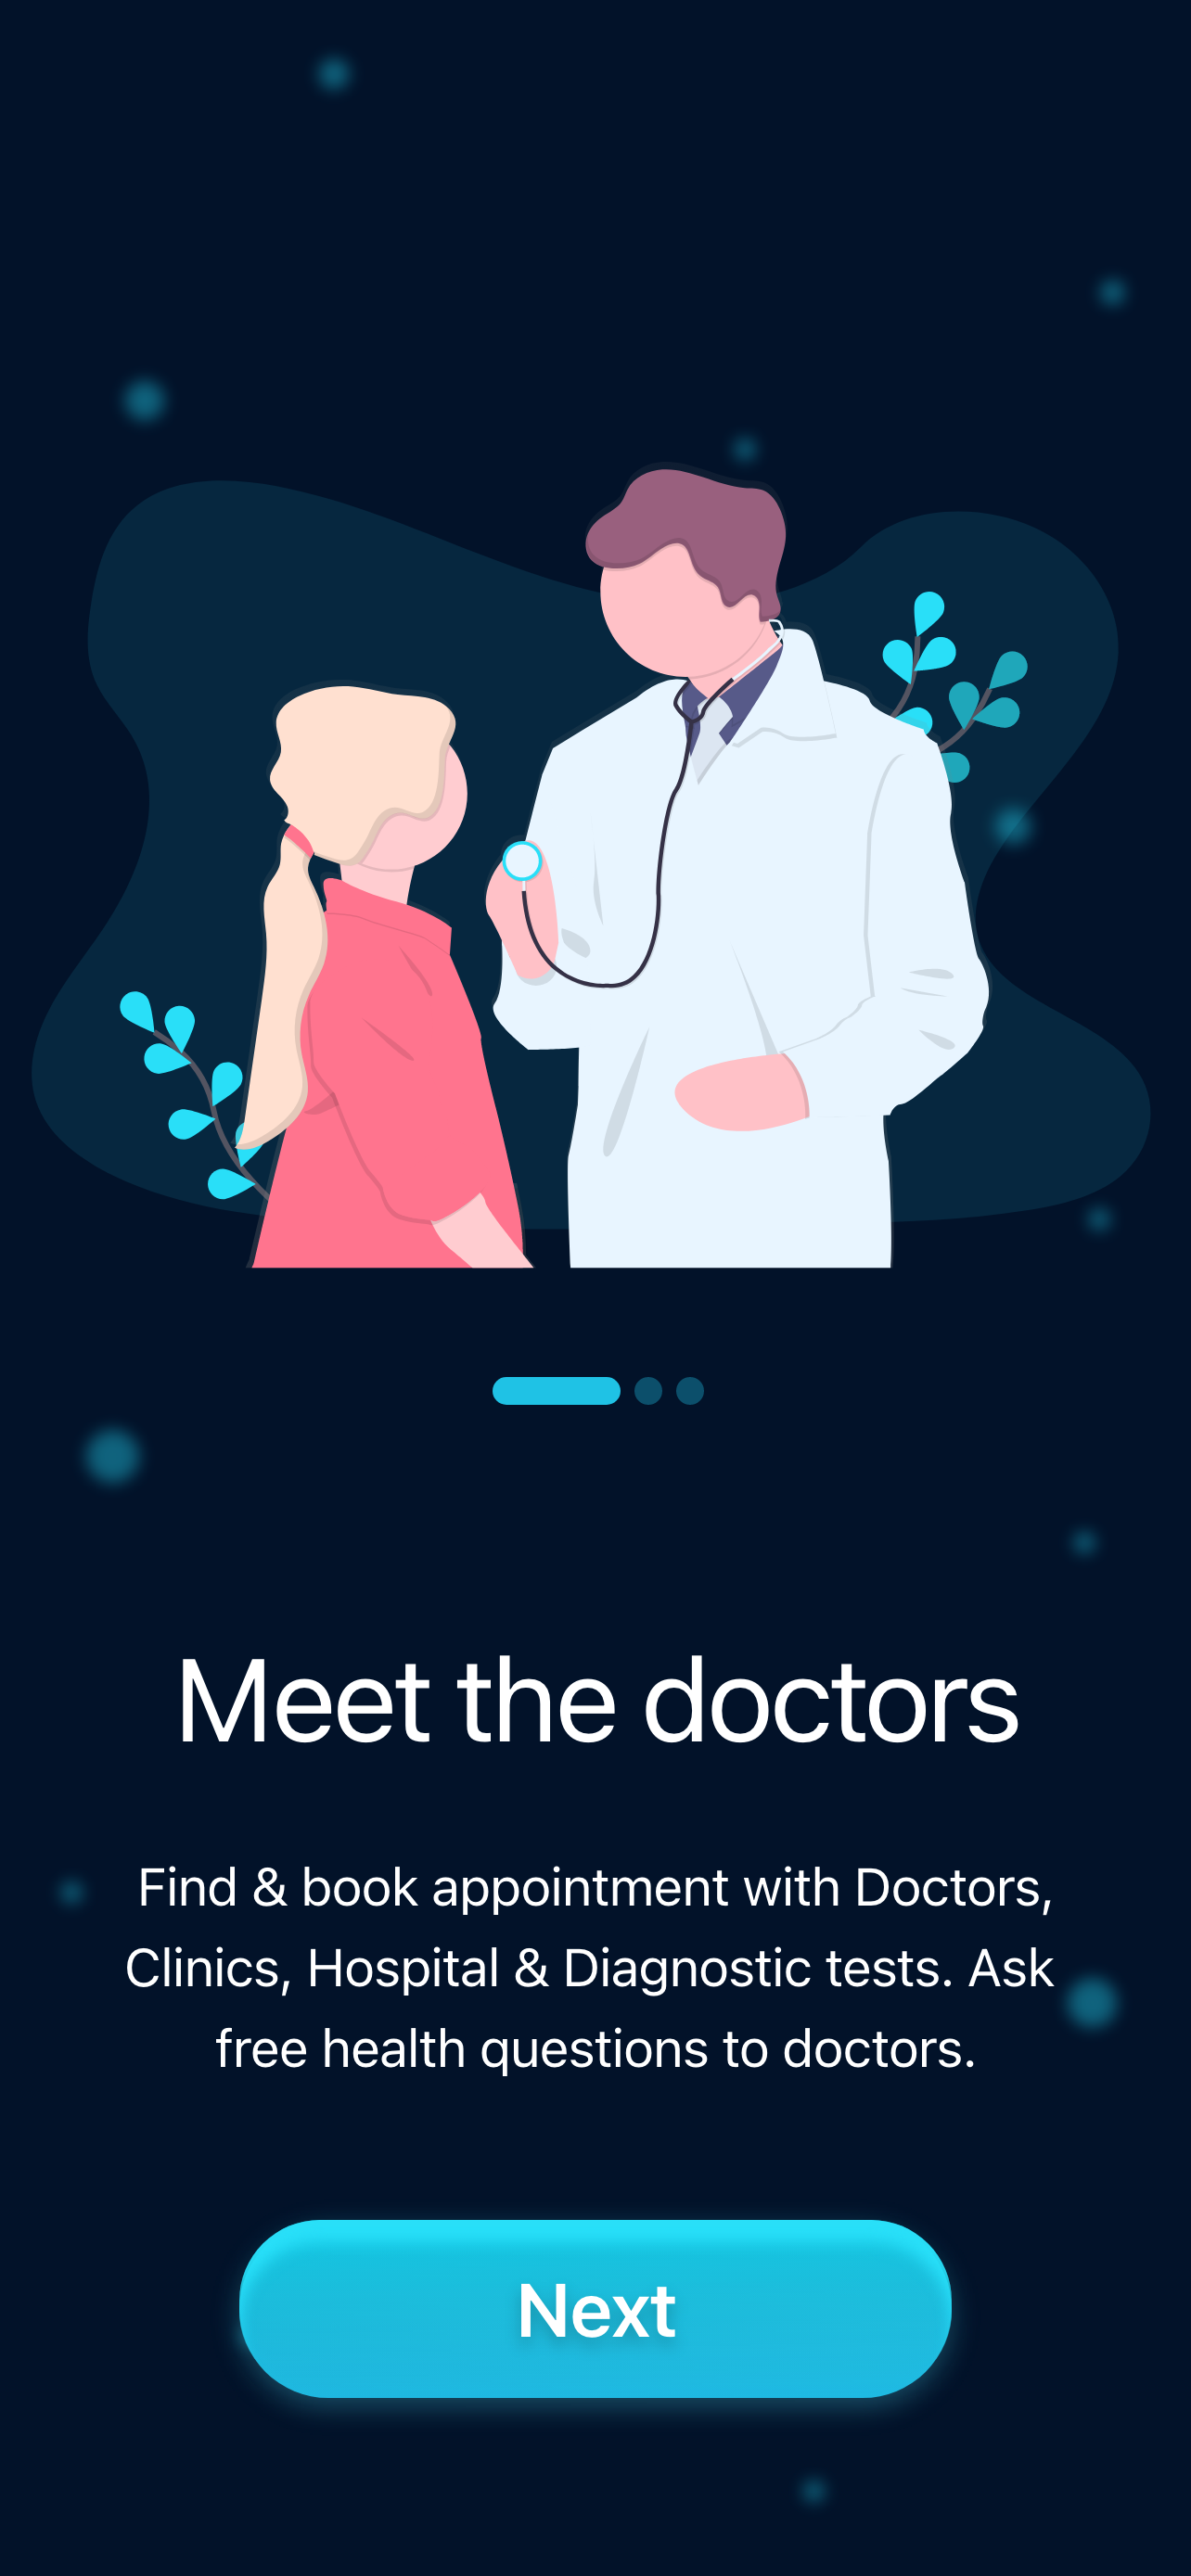 Meet the doctors
Find & book appointment with Doctors,
Clinics, Hospital & Diagnostic tests. Ask
free health questions to doctors.
Next